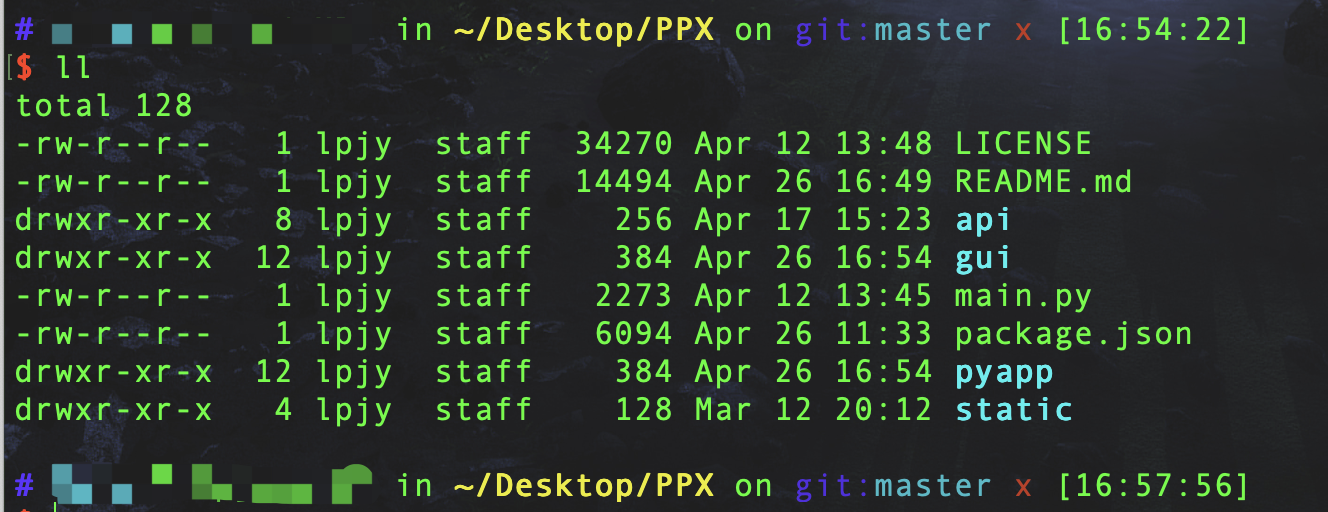 # in ~/Desktop/PPX on git:master x [16:54:22]
[$ ll
total 128
-rw-r--r-- 1 lpjy staff 34270 Apr 12 13:48 LICENSE
-rw-r--r-- 1 lpjy staff 14494 Apr 26 16:49 README.md
drwxr-xr-x 8 lpjy staff 256 Apr 17 15:23 api
drwxr-xr-x 12 lpjy staff 384 Apr 26 16:54 gui
-rw-r--r-- 1 lpjy staff 2273 Apr 12 13:45 main.py
-rw-r--r-- 1 lpjy staff 6094 Apr 26 11:33 package.json
drwxr-xr-x 12 lpjy staff 384 Apr 26 16:54 pyapp
drwxr-xr-x 4 lpjy staff 128 Mar 12 20:12 static
# in ~/Desktop/PPX on git:master x [16:57:56]